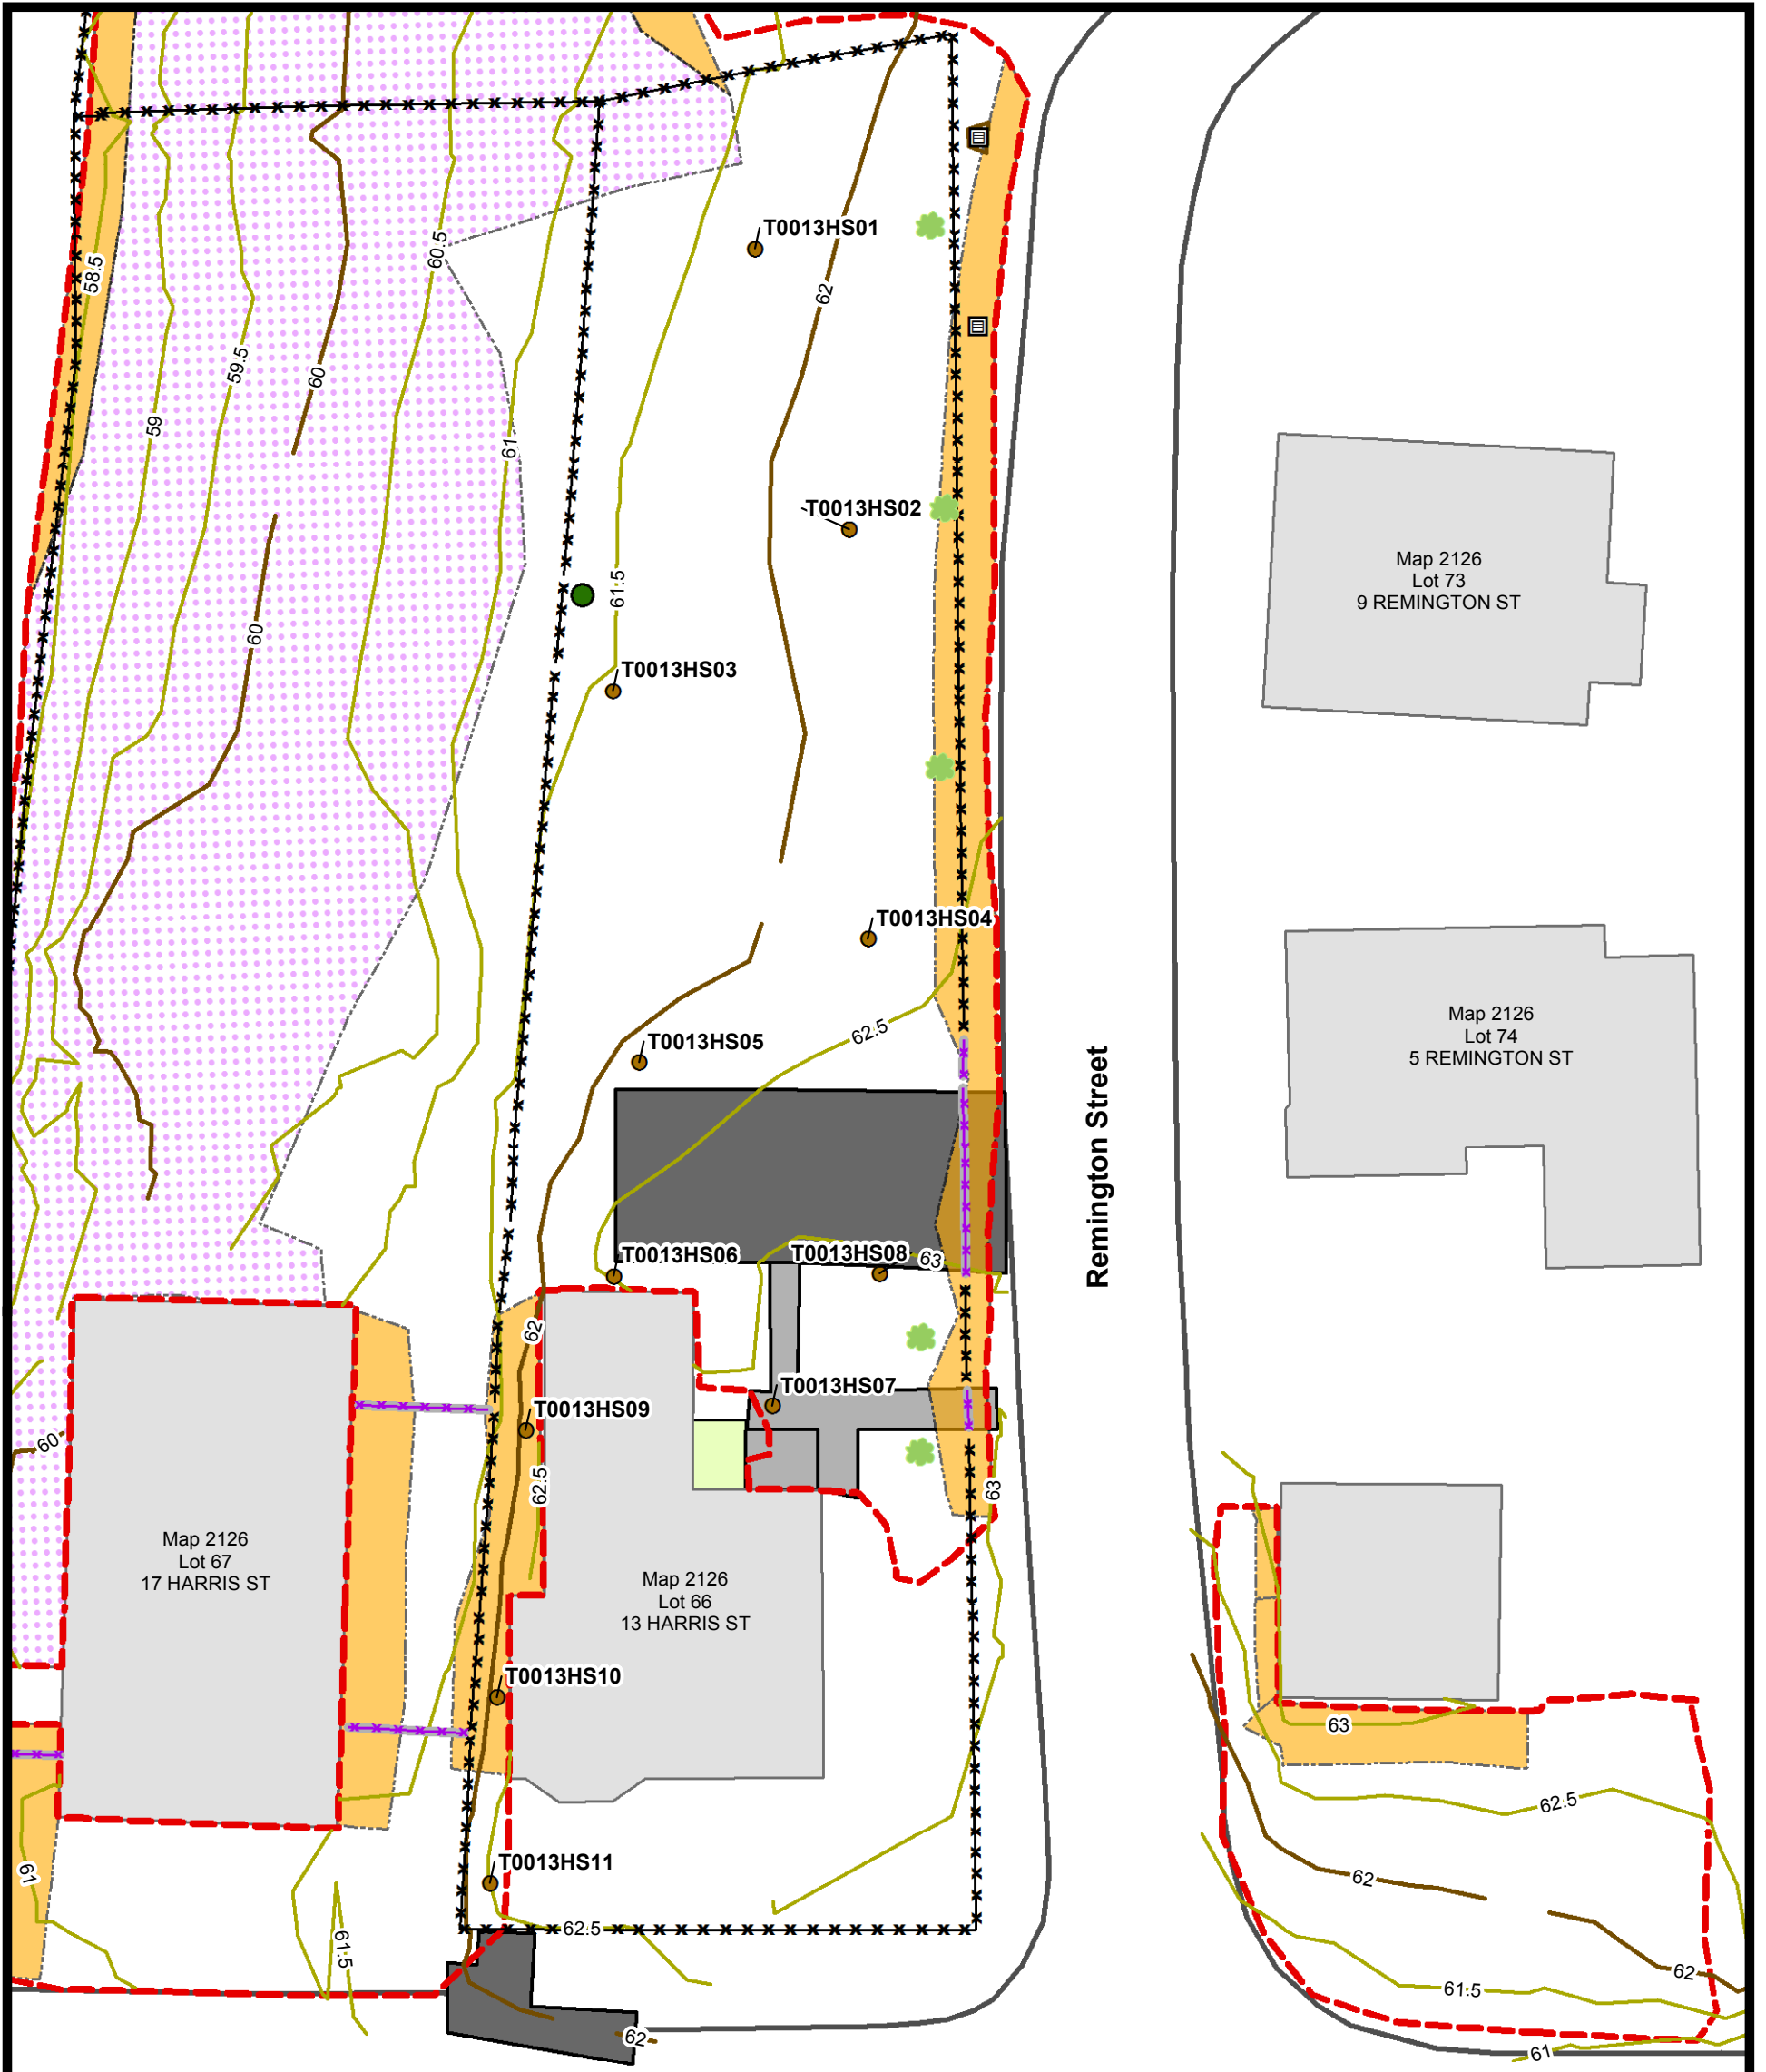 T0013HS01
60.5
58.5
62
59.5
60
59
61
T0013HS02
Map 2126
Lot 73
9 REMINGTON ST
61.5
60
T0013HS03
T0013HS04
Map 2126
Lot 74
5 REMINGTON ST
62.5
T0013HS05
Remington Street
T0013HS06
T0013HS08
63
62
T0013HS07
T0013HS09
60
62.5
63
Map 2126
Lot 67
17 HARRIS ST
Map 2126
Lot 66
13 HARRIS ST
T0013HS10
63
62.5
T0013HS11
61
62
62.5
61.5
62
61.5
62
61